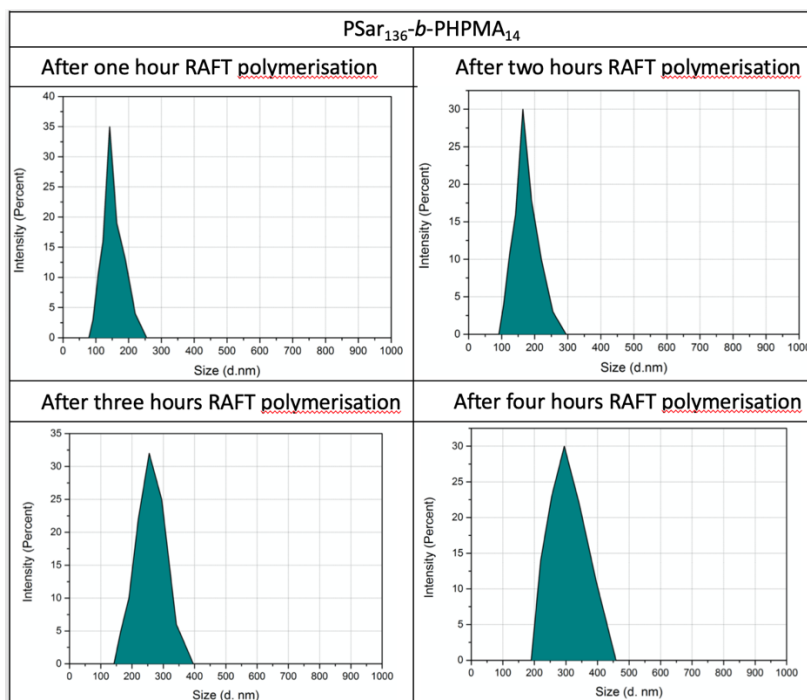 PSar136-b-PHPMA14
After one hour RAFT polymerisation
After two hours RAFT polymerisation
40
35
30
25
20
15
10
5
0
Intensity (Percent)
0 100 200 300 400 500 600 700 800 900 1000
Size (d.nm)
30
25
20
15
10
5
0
Intensity (Percent)
0 100 200 300 400 500 600 700 800 900 1000
Size (d.nm)
After three hours RAFT polymerisation
After four hours RAFT polymerisation
35
30
25
20
15
10
5
0
Intensity (Percent)
0 100 200 300 400 500 600 700 800 900 1000
Size (d. nm)
30
25
20
15
10
5
0
Intensity (Percent)
0 100 200 300 400 500 600 700 800 900 1000
Size (d. nm)